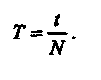 T = t/N.